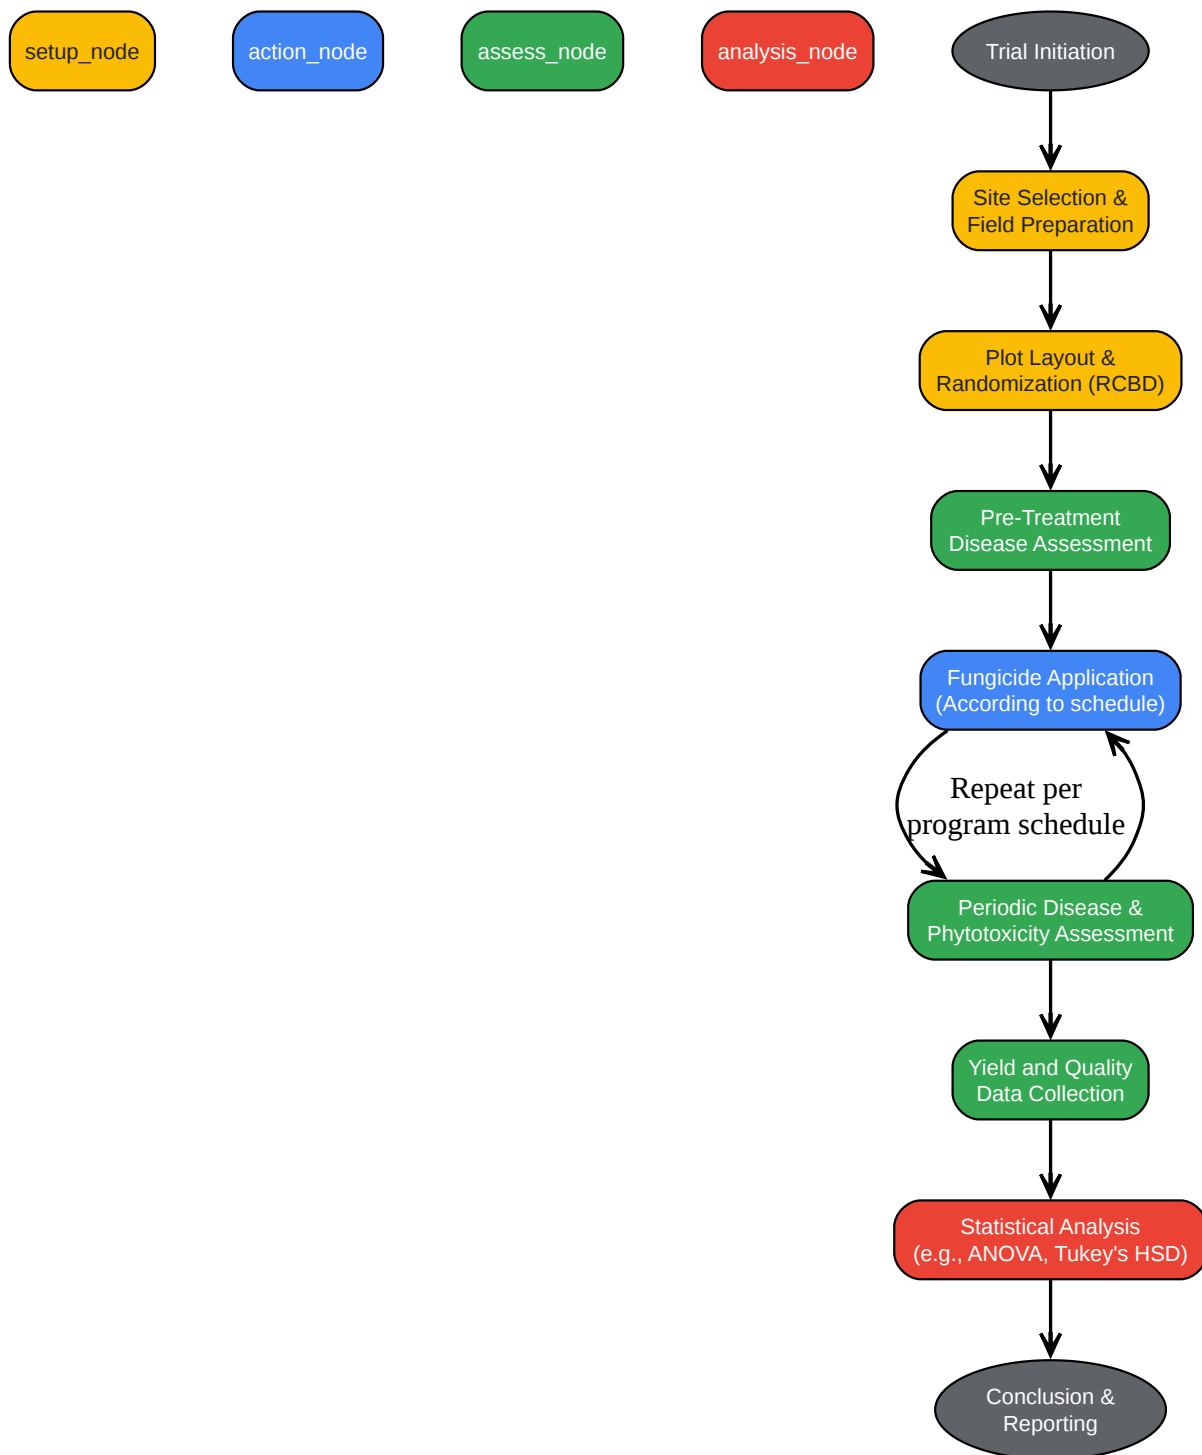 setup_node
action_node
assess_node
analysis_node
Trial Initiation
Site Selection &
Field Preparation
Plot Layout &
Randomization (RCBD)
Pre-Treatment
Disease Assessment
Fungicide Application
(According to schedule)
Repeat per
program schedule
Periodic Disease &
Phytotoxicity Assessment
Yield and Quality
Data Collection
Statistical Analysis
(e.g., ANOVA, Tukey's HSD)
Conclusion &
Reporting